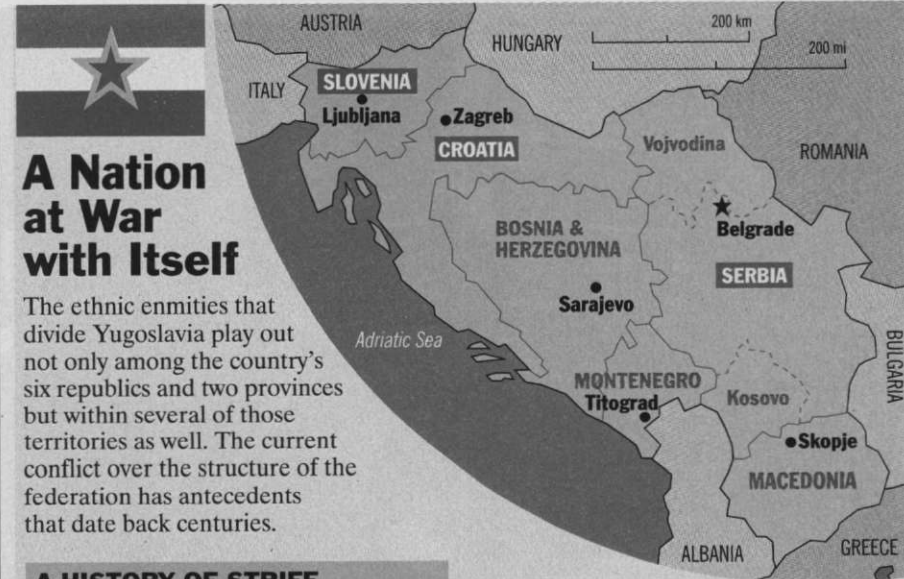 AUSTRIA
HUNGARY
200 km
200 mi
ITALY
SLOVENIA
Ljubljana
Zagreb
CROATIA
Vojvodina
ROMANIA
A Nation
at War
with Itself
BOSNIA &
HERZEGOVINA
Belgrade
SERBIA
Sarajevo
The ethnic enmities that
divide Yugoslavia play out
not only among the country's
six republics and two provinces
but within several of those
territories as well. The current
conflict over the structure of the
federation has antecedents
that date back centuries.
Adriatic Sea
BULGARIA
MONTENEGRO
Titograd
Kosovo
Skopje
MACEDONIA
ALBANIA
GREECE
A HISTORY OF STRIFE